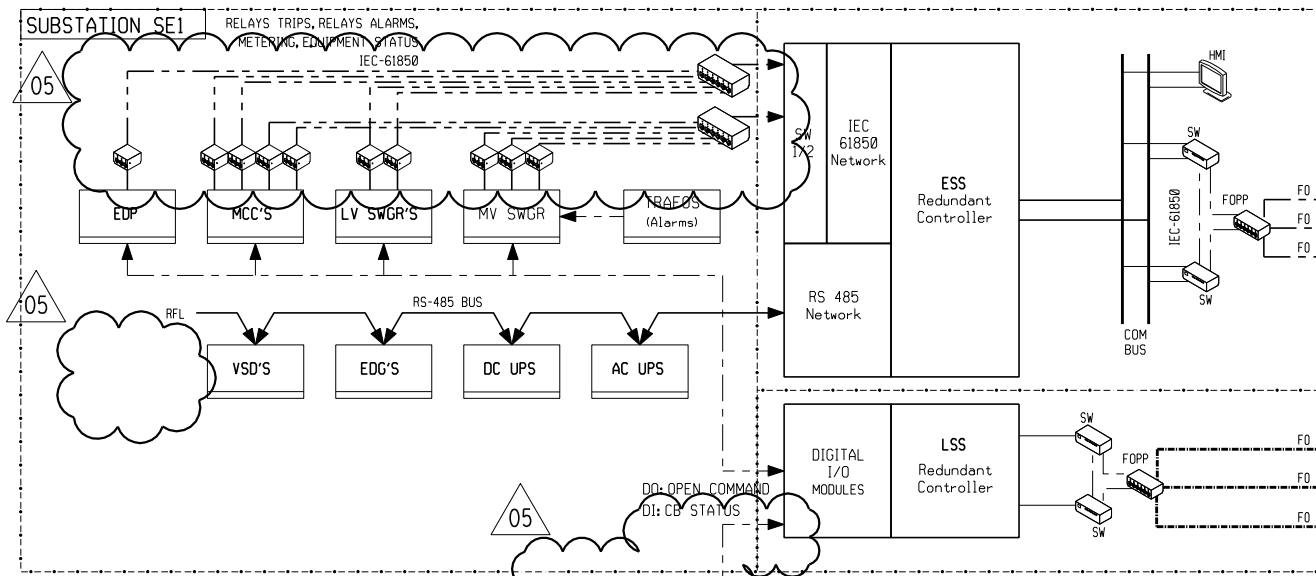 SUBSTATION SE1
RELAYS TRIPS, RELAYS ALARMS,
METERING, EQUIPMENT STATUS
IEC-61850
05
HMI
SW
SW
1/2
IEC
61850
Network
ESS
Redundant
Controller
IEC-61850
FOPP
FO
FO
FO
EDP
MCC'S
LV SWGR'S
MV SWGR
TRAFOS
(Alarms)
SW
05
RFL
RS-485 BUS
RS 485
Network
COM
BUS
VSD'S
EDG'S
DC UPS
AC UPS
SW
FO
DIGITAL
I/O
MODULES
LSS
Redundant
Controller
FOPP
FO
DO: OPEN COMMAND
DI: CB STATUS
05
SW
FO